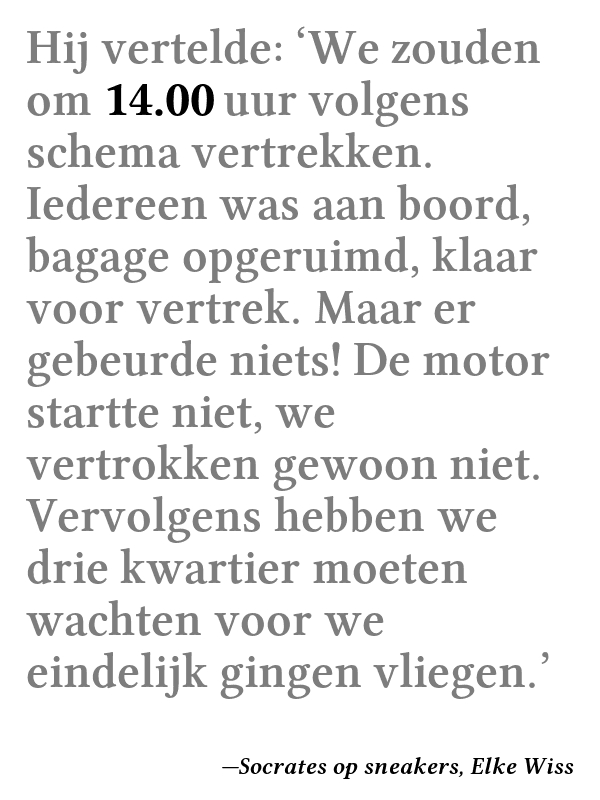 Hij vertelde: ‘We zouden
om 14.00 uur volgens
schema vertrekken.
Iedereen was aan boord,
bagage opgeruimd, klaar
voor vertrek. Maar er
gebeurde niets! De motor
startte niet, we
vertrokken gewoon niet.
Vervolgens hebben we
drie kwartier moeten
wachten voor we
eindelijk gingen vliegen.’
—Socrates op sneakers, Elke Wiss